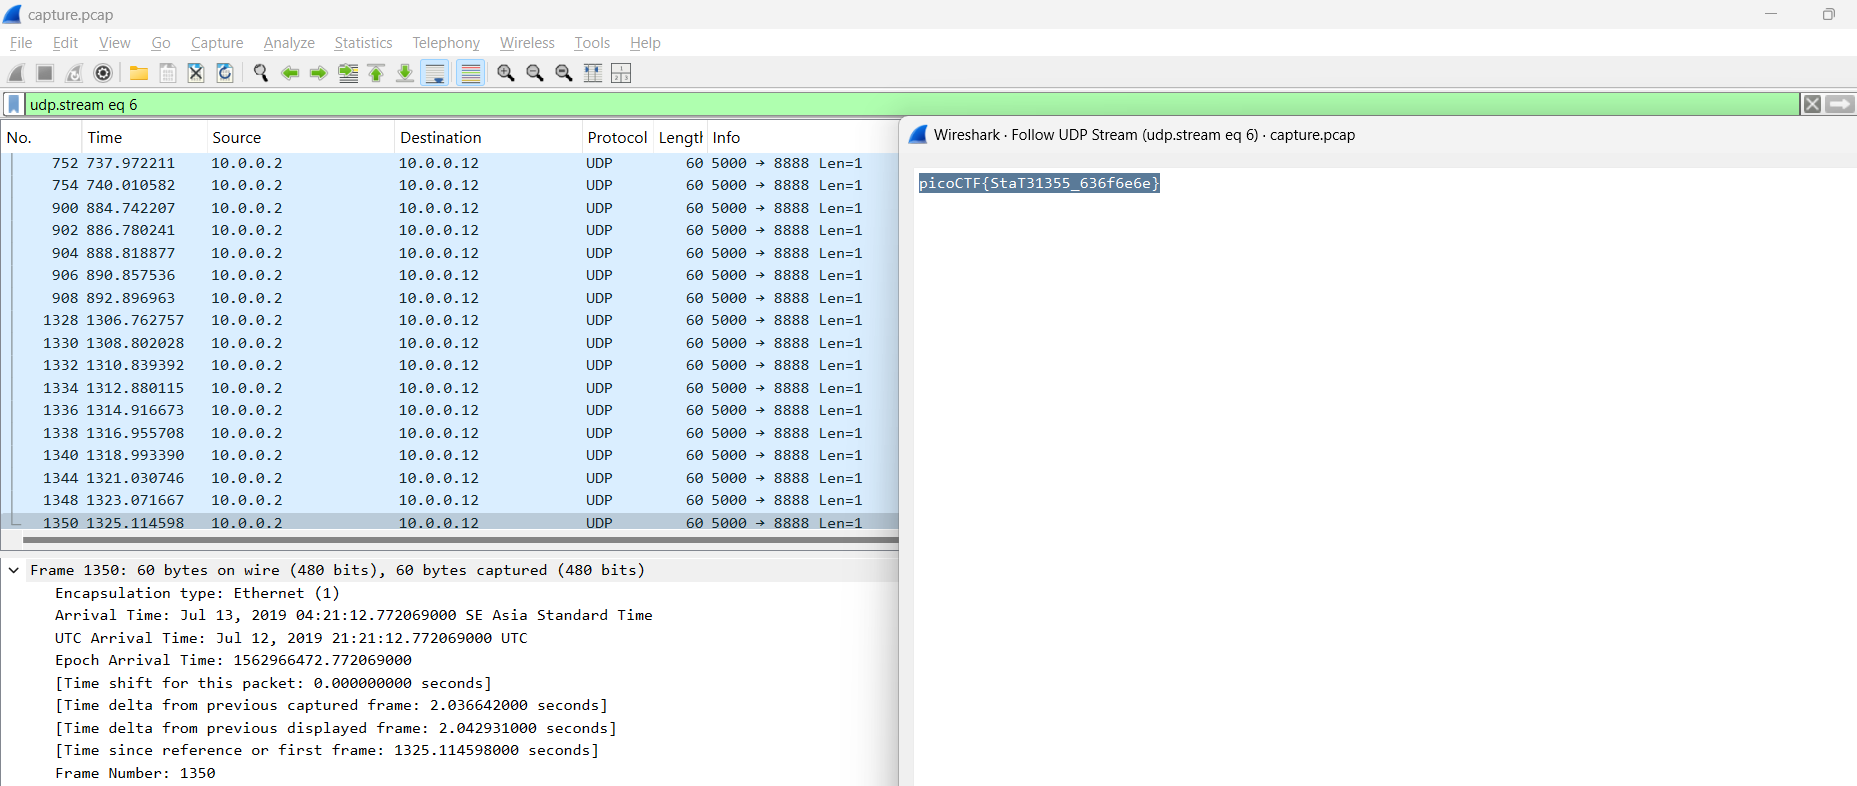 capture.pcap
File Edit View Go Capture Analyze Statistics Telephony Wireless Tools Help
udp.stream eq 6
No. Time Source Destination Protocol Length Info
752 737.972211 10.0.0.2 10.0.0.12 UDP 60 5000 → 8888 Len=1
754 740.010582 10.0.0.2 10.0.0.12 UDP 60 5000 → 8888 Len=1
900 884.742207 10.0.0.2 10.0.0.12 UDP 60 5000 → 8888 Len=1
902 886.780241 10.0.0.2 10.0.0.12 UDP 60 5000 → 8888 Len=1
904 888.818877 10.0.0.2 10.0.0.12 UDP 60 5000 → 8888 Len=1
906 890.857536 10.0.0.2 10.0.0.12 UDP 60 5000 → 8888 Len=1
908 892.896963 10.0.0.2 10.0.0.12 UDP 60 5000 → 8888 Len=1
1328 1306.762757 10.0.0.2 10.0.0.12 UDP 60 5000 → 8888 Len=1
1330 1308.802028 10.0.0.2 10.0.0.12 UDP 60 5000 → 8888 Len=1
1332 1310.839392 10.0.0.2 10.0.0.12 UDP 60 5000 → 8888 Len=1
1334 1312.880115 10.0.0.2 10.0.0.12 UDP 60 5000 → 8888 Len=1
1336 1314.916673 10.0.0.2 10.0.0.12 UDP 60 5000 → 8888 Len=1
1338 1316.955708 10.0.0.2 10.0.0.12 UDP 60 5000 → 8888 Len=1
1340 1318.993390 10.0.0.2 10.0.0.12 UDP 60 5000 → 8888 Len=1
1344 1321.030746 10.0.0.2 10.0.0.12 UDP 60 5000 → 8888 Len=1
1348 1323.071667 10.0.0.2 10.0.0.12 UDP 60 5000 → 8888 Len=1
1350 1325.114598 10.0.0.2 10.0.0.12 UDP 60 5000 → 8888 Len=1
Frame 1350: 60 bytes on wire (480 bits), 60 bytes captured (480 bits)
Encapsulation type: Ethernet (1)
Arrival Time: Jul 13, 2019 04:21:12.772069000 SE Asia Standard Time
UTC Arrival Time: Jul 12, 2019 21:21:12.772069000 UTC
Epoch Arrival Time: 1562966472.772069000
[Time shift for this packet: 0.000000000 seconds]
[Time delta from previous captured frame: 2.036642000 seconds]
[Time delta from previous displayed frame: 2.042931000 seconds]
[Time since reference or first frame: 1325.114598000 seconds]
Frame Number: 1350
Wireshark · Follow UDP Stream (udp.stream eq 6) · capture.pcap
picoCTF{StaT31355_636f6e6e}